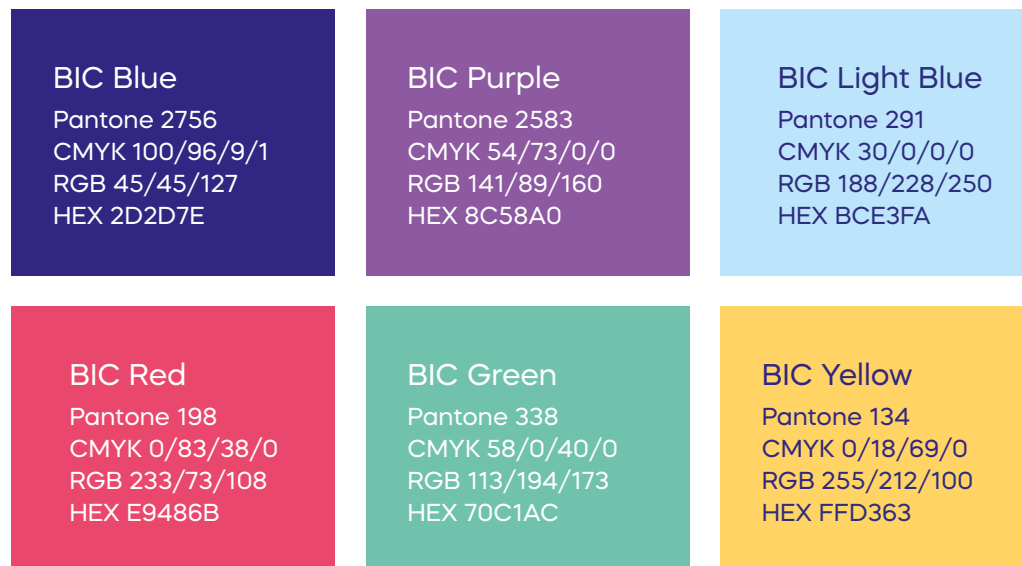 BIC Blue
Pantone 2756
CMYK 100/96/9/1
RGB 45/45/127
HEX 2D2D7E
BIC Purple
Pantone 2583
CMYK 54/73/0/0
RGB 141/89/160
HEX 8C58A0
BIC Light Blue
Pantone 291
CMYK 30/0/0/0
RGB 188/228/250
HEX BCE3FA
BIC Red
Pantone 198
CMYK 0/83/38/0
RGB 233/73/108
HEX E9486B
BIC Green
Pantone 338
CMYK 58/0/40/0
RGB 113/194/173
HEX 70C1AC
BIC Yellow
Pantone 134
CMYK 0/18/69/0
RGB 255/212/100
HEX FFD363